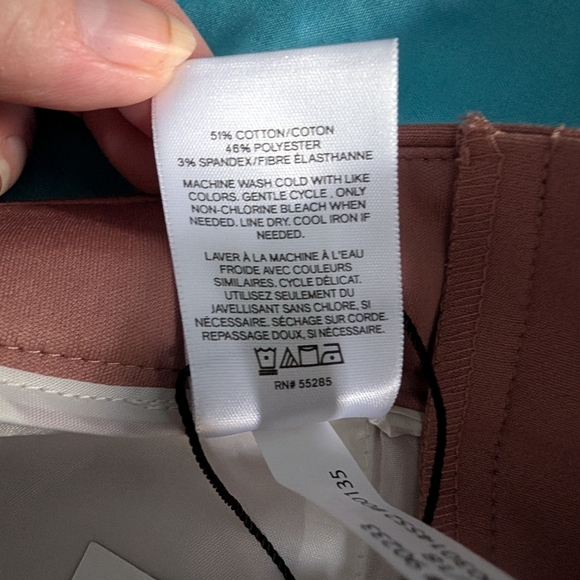 51% COTTON/COTON
46% POLYESTER
3% SPANDEX/FIBRE ÉLASTHANNE
MACHINE WASH COLD WITH LIKE
COLORS. GENTLE CYCLE . ONLY
NON-CHLORINE BLEACH WHEN
NEEDED. LINE DRY. COOL IRON IF
NEEDED.
LAVER À LA MACHINE À L'EAU
FROIDE AVEC COULEURS
SIMILAIRES. CYCLE DÉLICAT.
UTILISEZ SEULEMENT DU
JAVELLISANT SANS CHLORE, SI
NÉCESSAIRE. SÉCHAGE SUR CORDE.
REPASSAGE DOUX, SI NÉCESSAIRE.
RN# 55285
90233